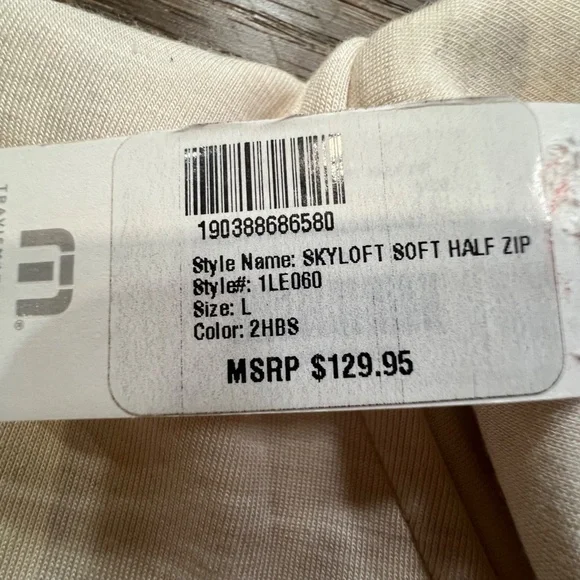 190388686580
Style Name: SKYLOFT SOFT HALF ZIP
Style#: 1LE060
Size: L
Color: 2HBS
MSRP $129.95
®